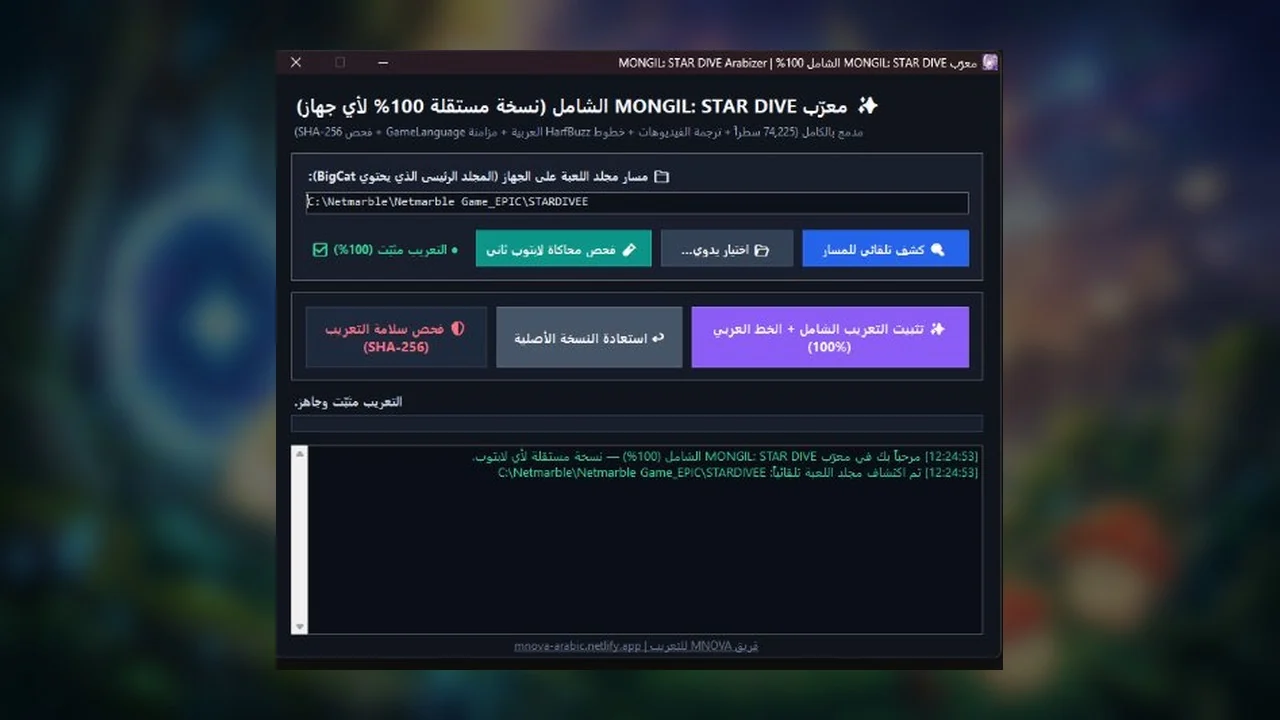 معرّب MONGIL: STAR DIVE الشامل 100% | MONGIL: STAR DIVE Arabizer
✨ معرّب MONGIL: STAR DIVE الشامل (نسخة مستقلة 100% لأي جهاز)
مدمج بالكامل (74,225 سطراً + ترجمة الفيديوهات + خطوط HarfBuzz العربية + مزامنة GameLanguage + فحص SHA-256)
مسار مجلد اللعبة على الجهاز (المجلد الرئيسي الذي يحتوي BigCat):
C:\Netmarble\Netmarble Game_EPIC\STARDIVEE
كشف تلقائي للمسار
اختيار يدوي...
فحص محاكاة لابتوب ثاني
● التعريب مثبّت (100%)
✨ تثبيت التعريب الشامل + الخط العربي
(100%)
↩ استعادة النسخة الأصلية
فحص سلامة التعريب
(SHA-256)
التعريب مثبّت وجاهز.
[12:24:53] مرحباً بك في معرّب MONGIL: STAR DIVE الشامل (100%) — نسخة مستقلة لأي لابتوب.
[12:24:53] تم اكتشاف مجلد اللعبة تلقائياً: C:\Netmarble\Netmarble Game_EPIC\STARDIVEE
فريق MNOVA للتعريب | mnova-arabic.netlify.app